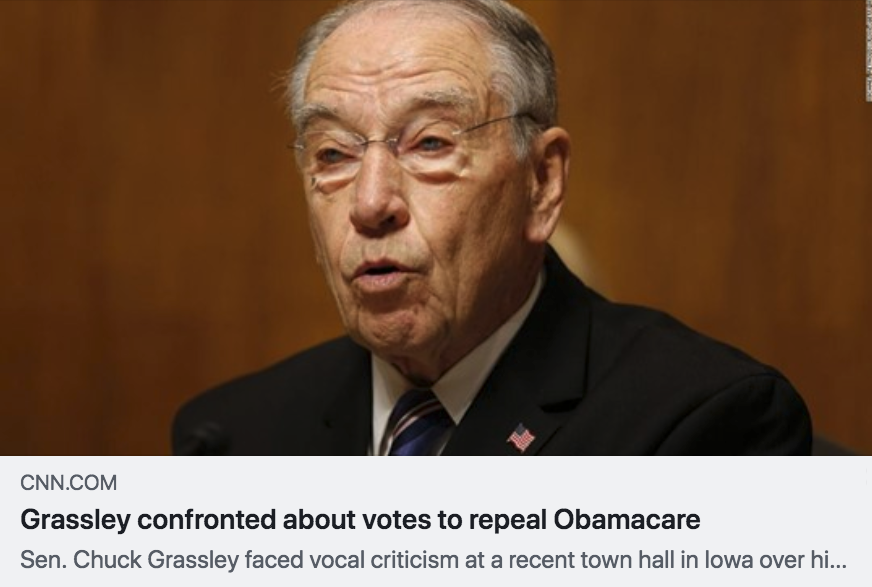 CNN.COM
Grassley confronted about votes to repeal Obamacare
Sen. Chuck Grassley faced vocal criticism at a recent town hall in Iowa over hi...